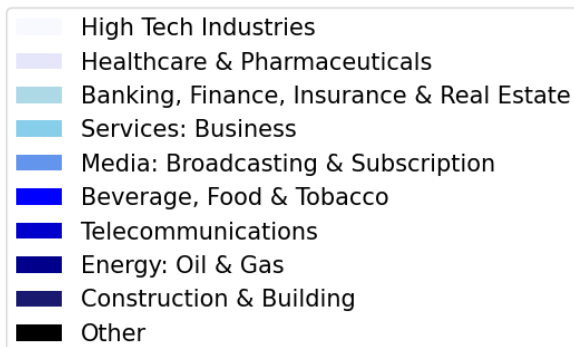 High Tech Industries
Healthcare & Pharmaceuticals
Banking, Finance, Insurance & Real Estate
Services: Business
Media: Broadcasting & Subscription
Beverage, Food & Tobacco
Telecommunications
Energy: Oil & Gas
Construction & Building
Other